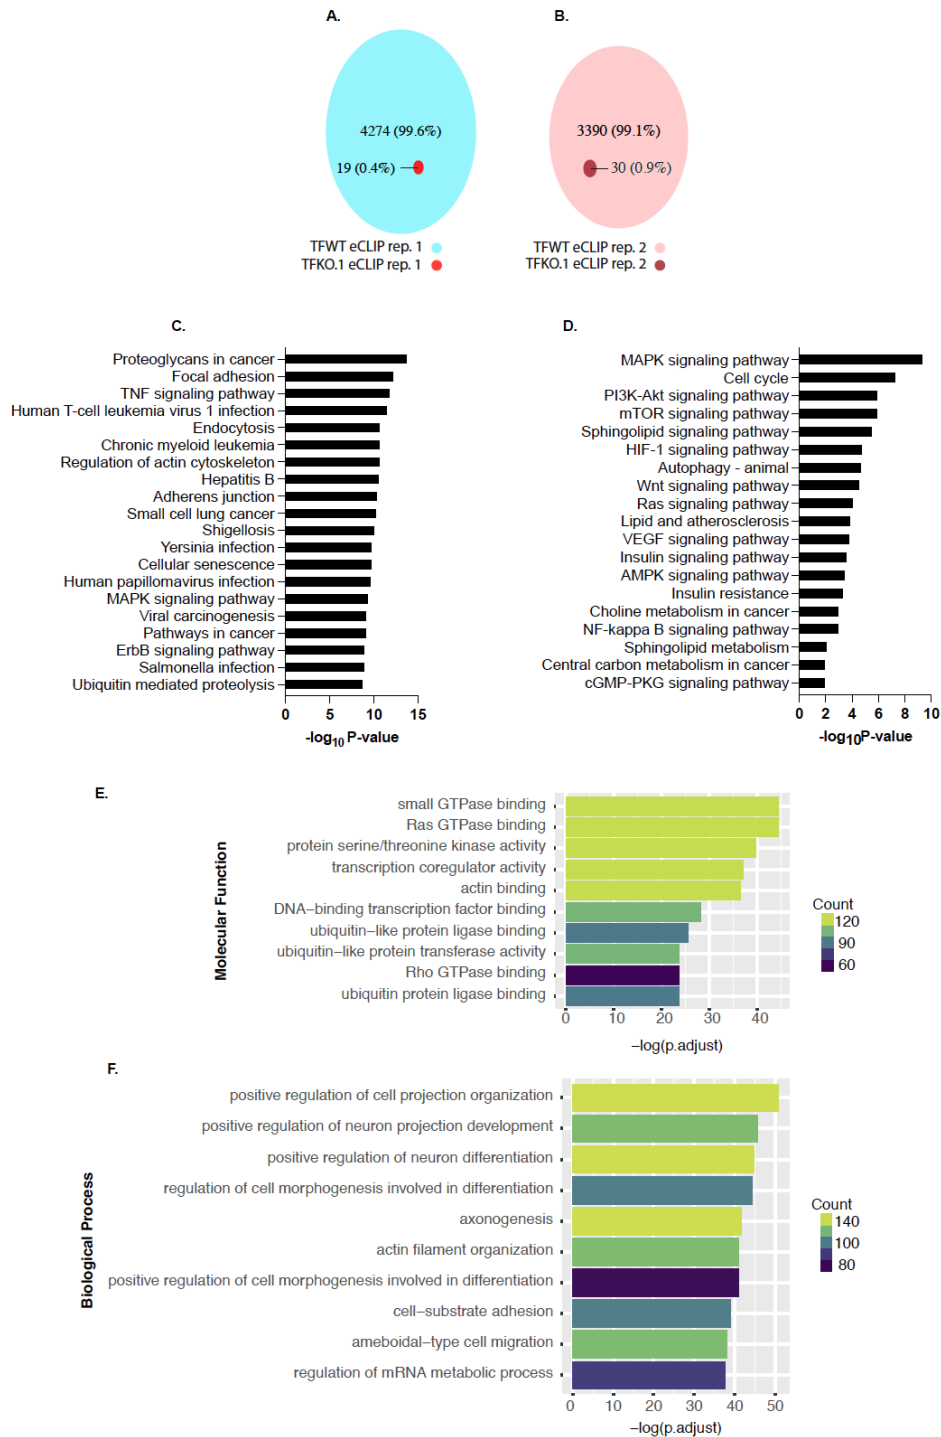 A.
B.
4274 (99.6%)
19 (0.4%)
3390 (99.1%)
30 (0.9%)
TFWT eCLIP rep. 1
TFKO.1 eCLIP rep. 1
TFWT eCLIP rep. 2
TFKO.1 eCLIP rep. 2
C.
Proteoglycans in cancer
Focal adhesion
TNF signaling pathway
Human T-cell leukemia virus 1 infection
Endocytosis
Chronic myeloid leukemia
Regulation of actin cytoskeleton
Hepatitis B
Adherens junction
Small cell lung cancer
Shigellosis
Yersinia infection
Cellular senescence
Human papillomavirus infection
MAPK signaling pathway
Viral carcinogenesis
Pathways in cancer
ErbB signaling pathway
Salmonella infection
Ubiquitin mediated proteolysis
0 5 10 15
-log10 P-value
D.
MAPK signaling pathway
Cell cycle
PI3K-Akt signaling pathway
mTOR signaling pathway
Sphingolipid signaling pathway
HIF-1 signaling pathway
Autophagy - animal
Wnt signaling pathway
Ras signaling pathway
Lipid and atherosclerosis
VEGF signaling pathway
Insulin signaling pathway
AMPK signaling pathway
Insulin resistance
Choline metabolism in cancer
NF-kappa B signaling pathway
Sphingolipid metabolism
Central carbon metabolism in cancer
cGMP-PKG signaling pathway
0 2 4 6 8 10
-log10P-value
E.
Molecular Function
small GTPase binding
Ras GTPase binding
protein serine/threonine kinase activity
transcription coregulator activity
actin binding
DNA−binding transcription factor binding
ubiquitin−like protein ligase binding
ubiquitin−like protein transferase activity
Rho GTPase binding
ubiquitin protein ligase binding
0 10 20 30 40
−log(p.adjust)
Count
120
90
60
F.
Biological Process
positive regulation of cell projection organization
positive regulation of neuron projection development
positive regulation of neuron differentiation
regulation of cell morphogenesis involved in differentiation
axonogenesis
actin filament organization
positive regulation of cell morphogenesis involved in differentiation
cell−substrate adhesion
ameboidal−type cell migration
regulation of mRNA metabolic process
0 10 20 30 40 50
−log(p.adjust)
Count
140
100
80